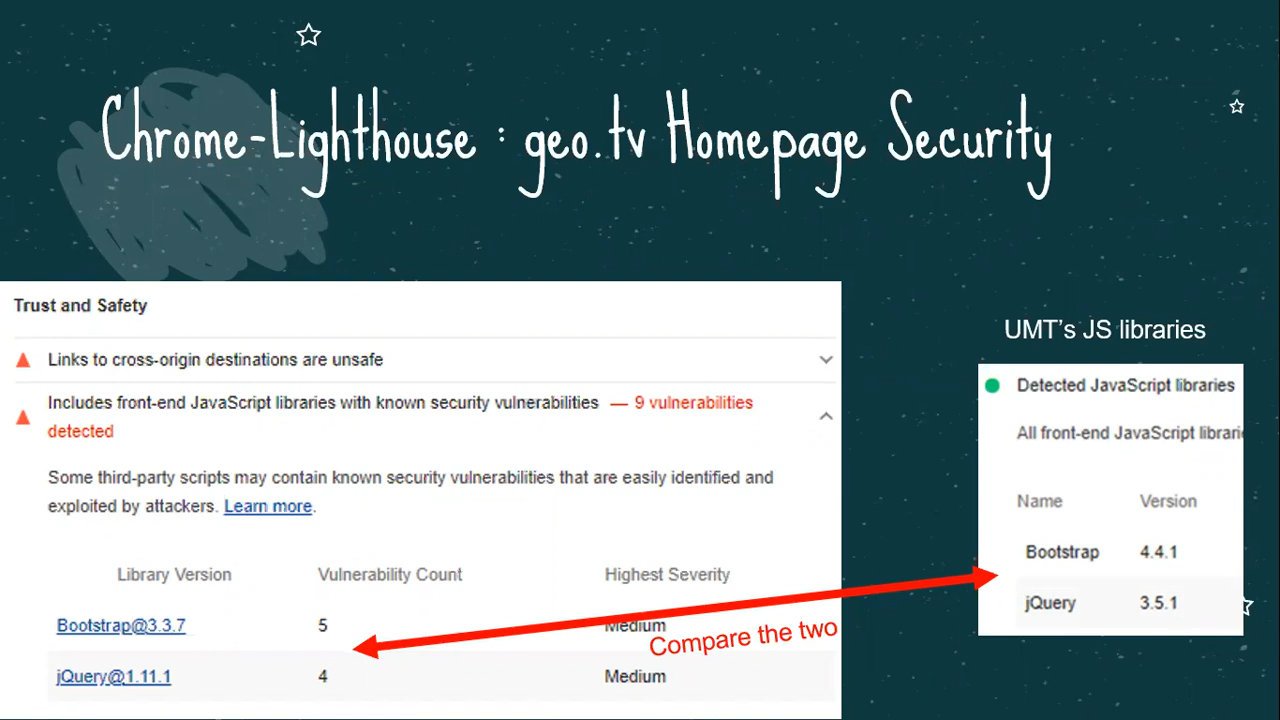 Chrome-Lighthouse : geo.tv Homepage Security
Trust and Safety
Links to cross-origin destinations are unsafe
Includes front-end JavaScript libraries with known security vulnerabilities — 9 vulnerabilities
detected
Some third-party scripts may contain known security vulnerabilities that are easily identified and
exploited by attackers. Learn more.
Library Version Vulnerability Count Highest Severity
Bootstrap@3.3.7 5 Medium
jQuery@1.11.1 4 Medium
Compare the two
UMT's JS libraries
Detected JavaScript libraries
All front-end JavaScript librari
Name Version
Bootstrap 4.4.1
jQuery 3.5.1